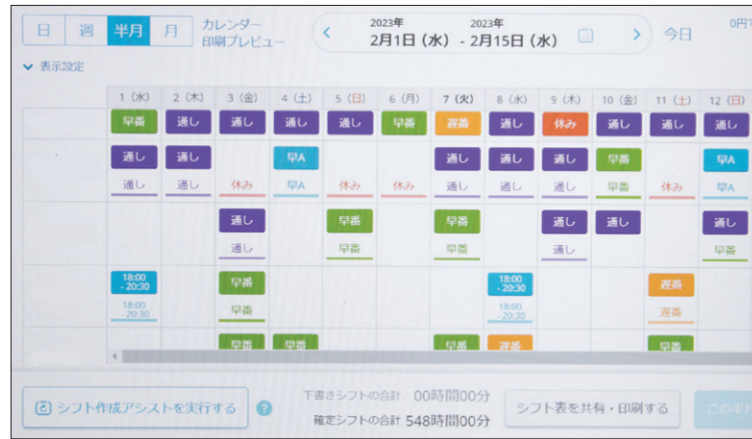 日 週 半月 月 カレンダー
印刷プレビュー
2023年 2023年
2月1日（水） - 2月15日（水）
今日
0円
表示設定
1（水） 2（木） 3（金） 4（土） 5（日） 6（月） 7（火） 8（水） 9（木） 10（金） 11（土） 12（日）
早番 通し 通し 通し 通し 早番 遅番 通し 休み 通し 通し 通し
通し 通し 早A 通し 通し 通し 早番 早A
通し 通し 休み 早A 休み 休み 通し 通し 通し 早番 休み 早A
通し 早番 早番 通し 通し 通し
通し 早番 早番 通し 早番
18:00
- 20:30
早番
18:00
- 20:30
遅番
18:00
- 20:30
早番
18:00
- 20:30
遅番
早番 早番 早番 遅番 早番
シフト作成アシストを実行する
下書きシフトの合計 00時間00分
確定シフトの合計 548時間00分
シフト表を共有・印刷する
この半月